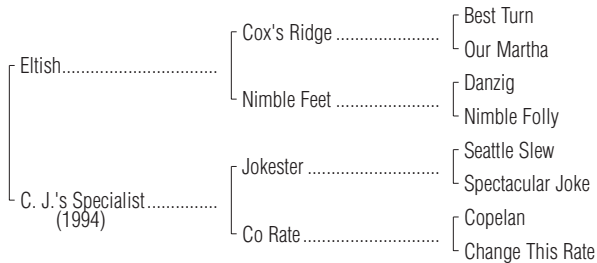 Best Turn
Cox's Ridge ....................
Our Martha
Eltish...............................
Danzig
Nimble Feet ....................
Nimble Folly
Seattle Slew
Jokester .........................
Spectacular Joke
C. J.'s Specialist..............
(1994)
Copelan
Co Rate..........................
Change This Rate